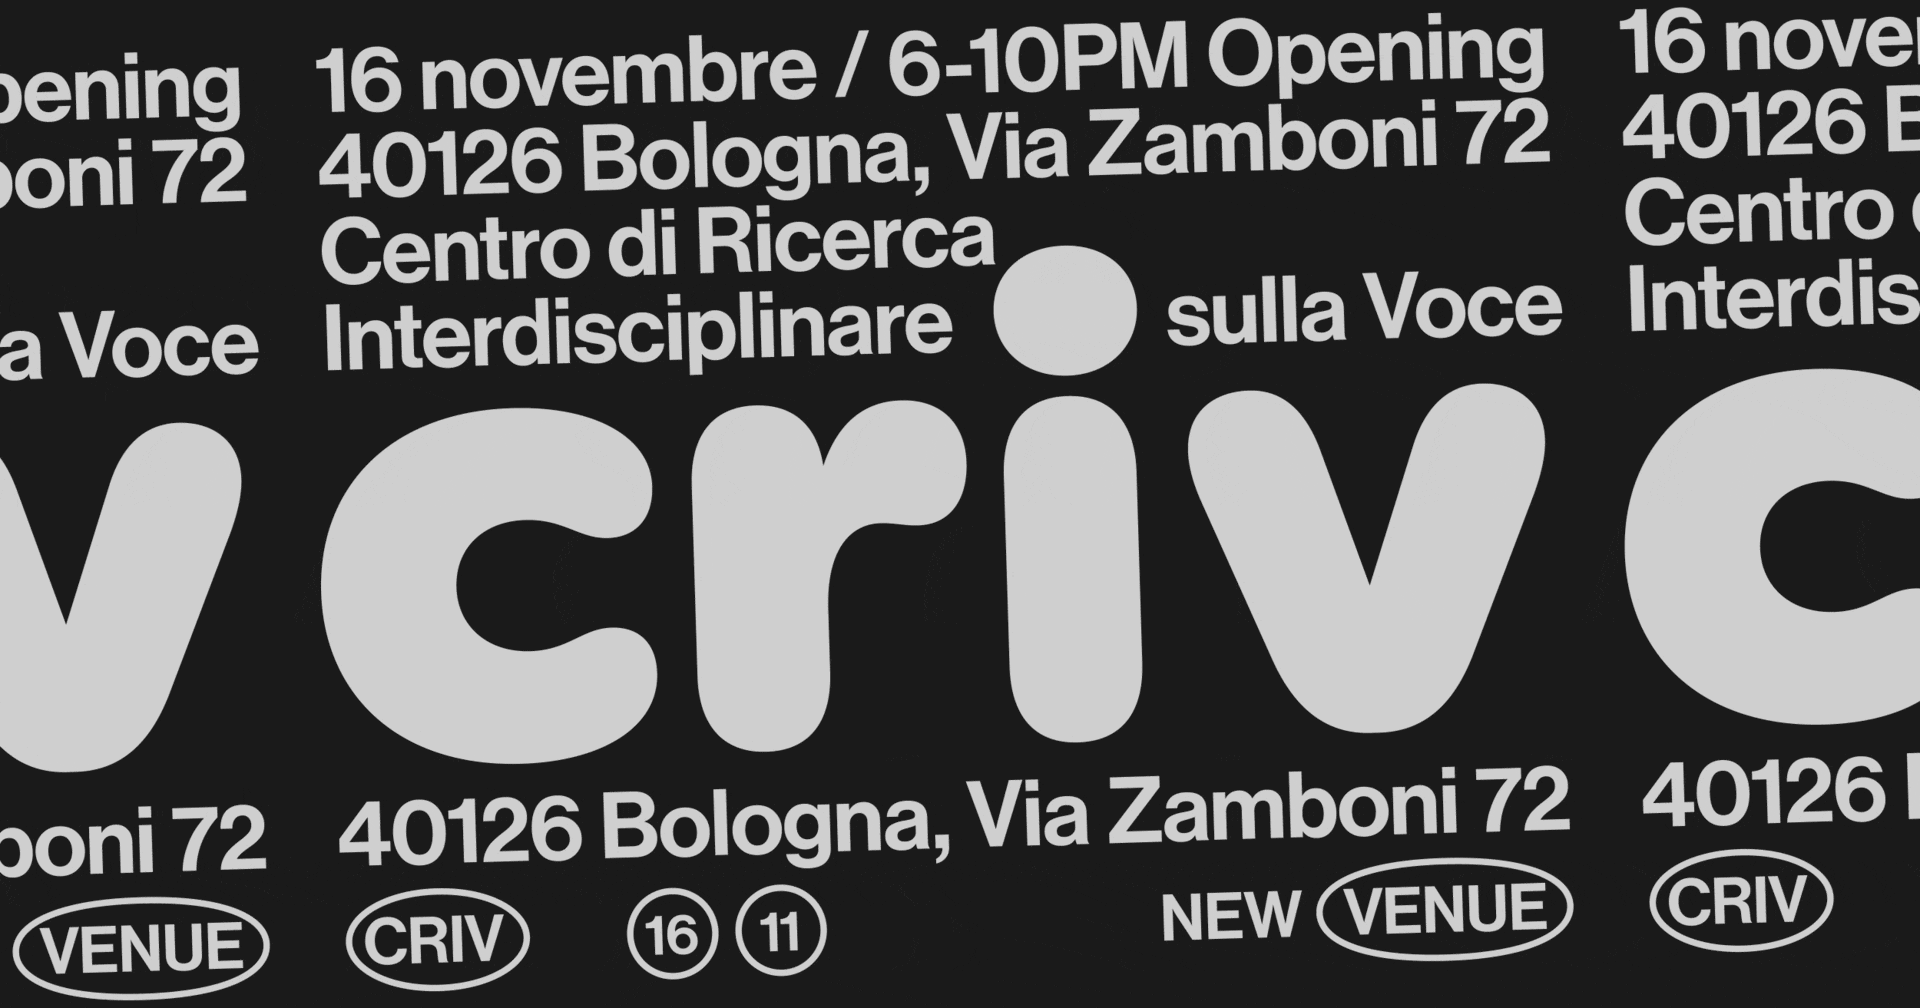 pening
boni 72
a Voce
v
boni 72
VENUE
16 novembre / 6-10PM Opening
40126 Bologna, Via Zamboni 72
Centro di Ricerca
Interdisciplinare sulla Voce
criv
40126 Bologna, Via Zamboni 72
CRIV 16 11 NEW VENUE
16 nove
40126 B
Centro
Interdis
c
40126
CRIV